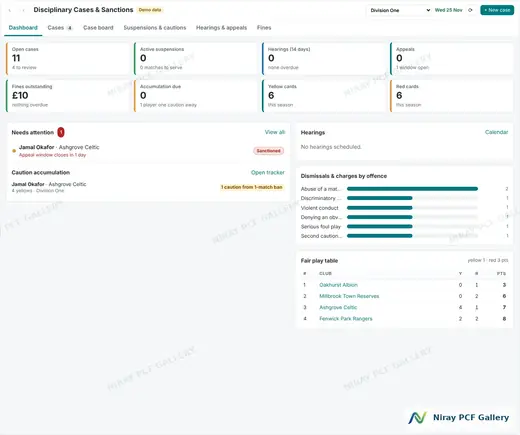 Disciplinary Cases & Sanctions Demo data
Division One Wed 25 Nov + New case
Dashboard Cases 4 Case board Suspensions & cautions Hearings & appeals Fines
Open cases
11
4 to review
Active suspensions
0
0 matches to serve
Hearings (14 days)
0
none overdue
Appeals
0
1 window open
Fines outstanding
£10
nothing overdue
Accumulation due
0
1 player one caution away
Yellow cards
6
this season
Red cards
6
this season
Needs attention 1 View all
Jamal Okafor · Ashgrove Celtic
Appeal window closes in 1 day
Sanctioned
Caution accumulation Open tracker
Jamal Okafor · Ashgrove Celtic
4 yellows · Division One
1 caution from 1-match ban
Hearings Calendar
No hearings scheduled.
Dismissals & charges by offence
Abuse of a mat... 2
Discriminatory ... 1
Violent conduct 1
Denying an obv... 1
Serious foul play 1
Second caution... 1
Fair play table yellow 1 · red 3 pts
# CLUB Y R PTS
1 Oakhurst Albion 0 1 3
2 Millbrook Town Reserves 0 2 6
3 Ashgrove Celtic 4 1 7
4 Fenwick Park Rangers 2 2 8
NIRAY PCF GALLERY
Niray PCF Gallery